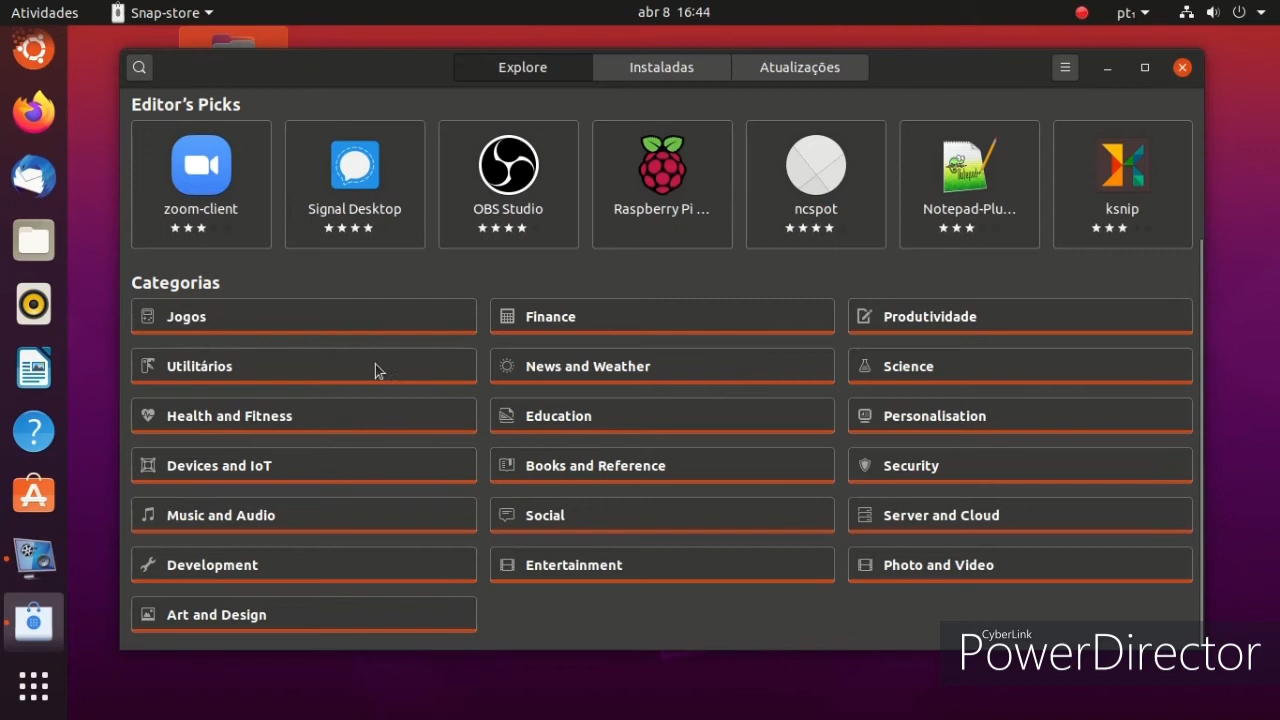 Atividades
Snap-store
abr 8 16:44
pt₁
Explore
Instaladas
Atualizações
Editor's Picks
zoom-client
Signal Desktop
OBS Studio
Raspberry Pi ...
ncspot
Notepad-Plu...
ksnip
Categorias
Jogos
Finance
Produtividade
Utilitários
News and Weather
Science
Health and Fitness
Education
Personalisation
Devices and IoT
Books and Reference
Security
Music and Audio
Social
Server and Cloud
Development
Entertainment
Photo and Video
Art and Design
CyberLink
PowerDirector